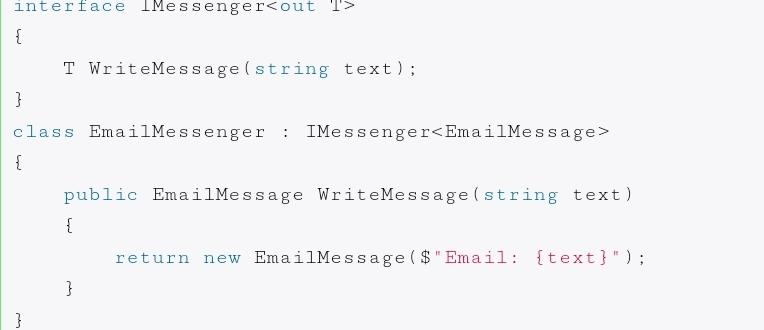 interface IMessenger<out T>
{
    T WriteMessage(string text);
}
class EmailMessenger : IMessenger<EmailMessage>
{
    public EmailMessage WriteMessage(string text)
    {
        return new EmailMessage($"Email: {text}");
    }
}